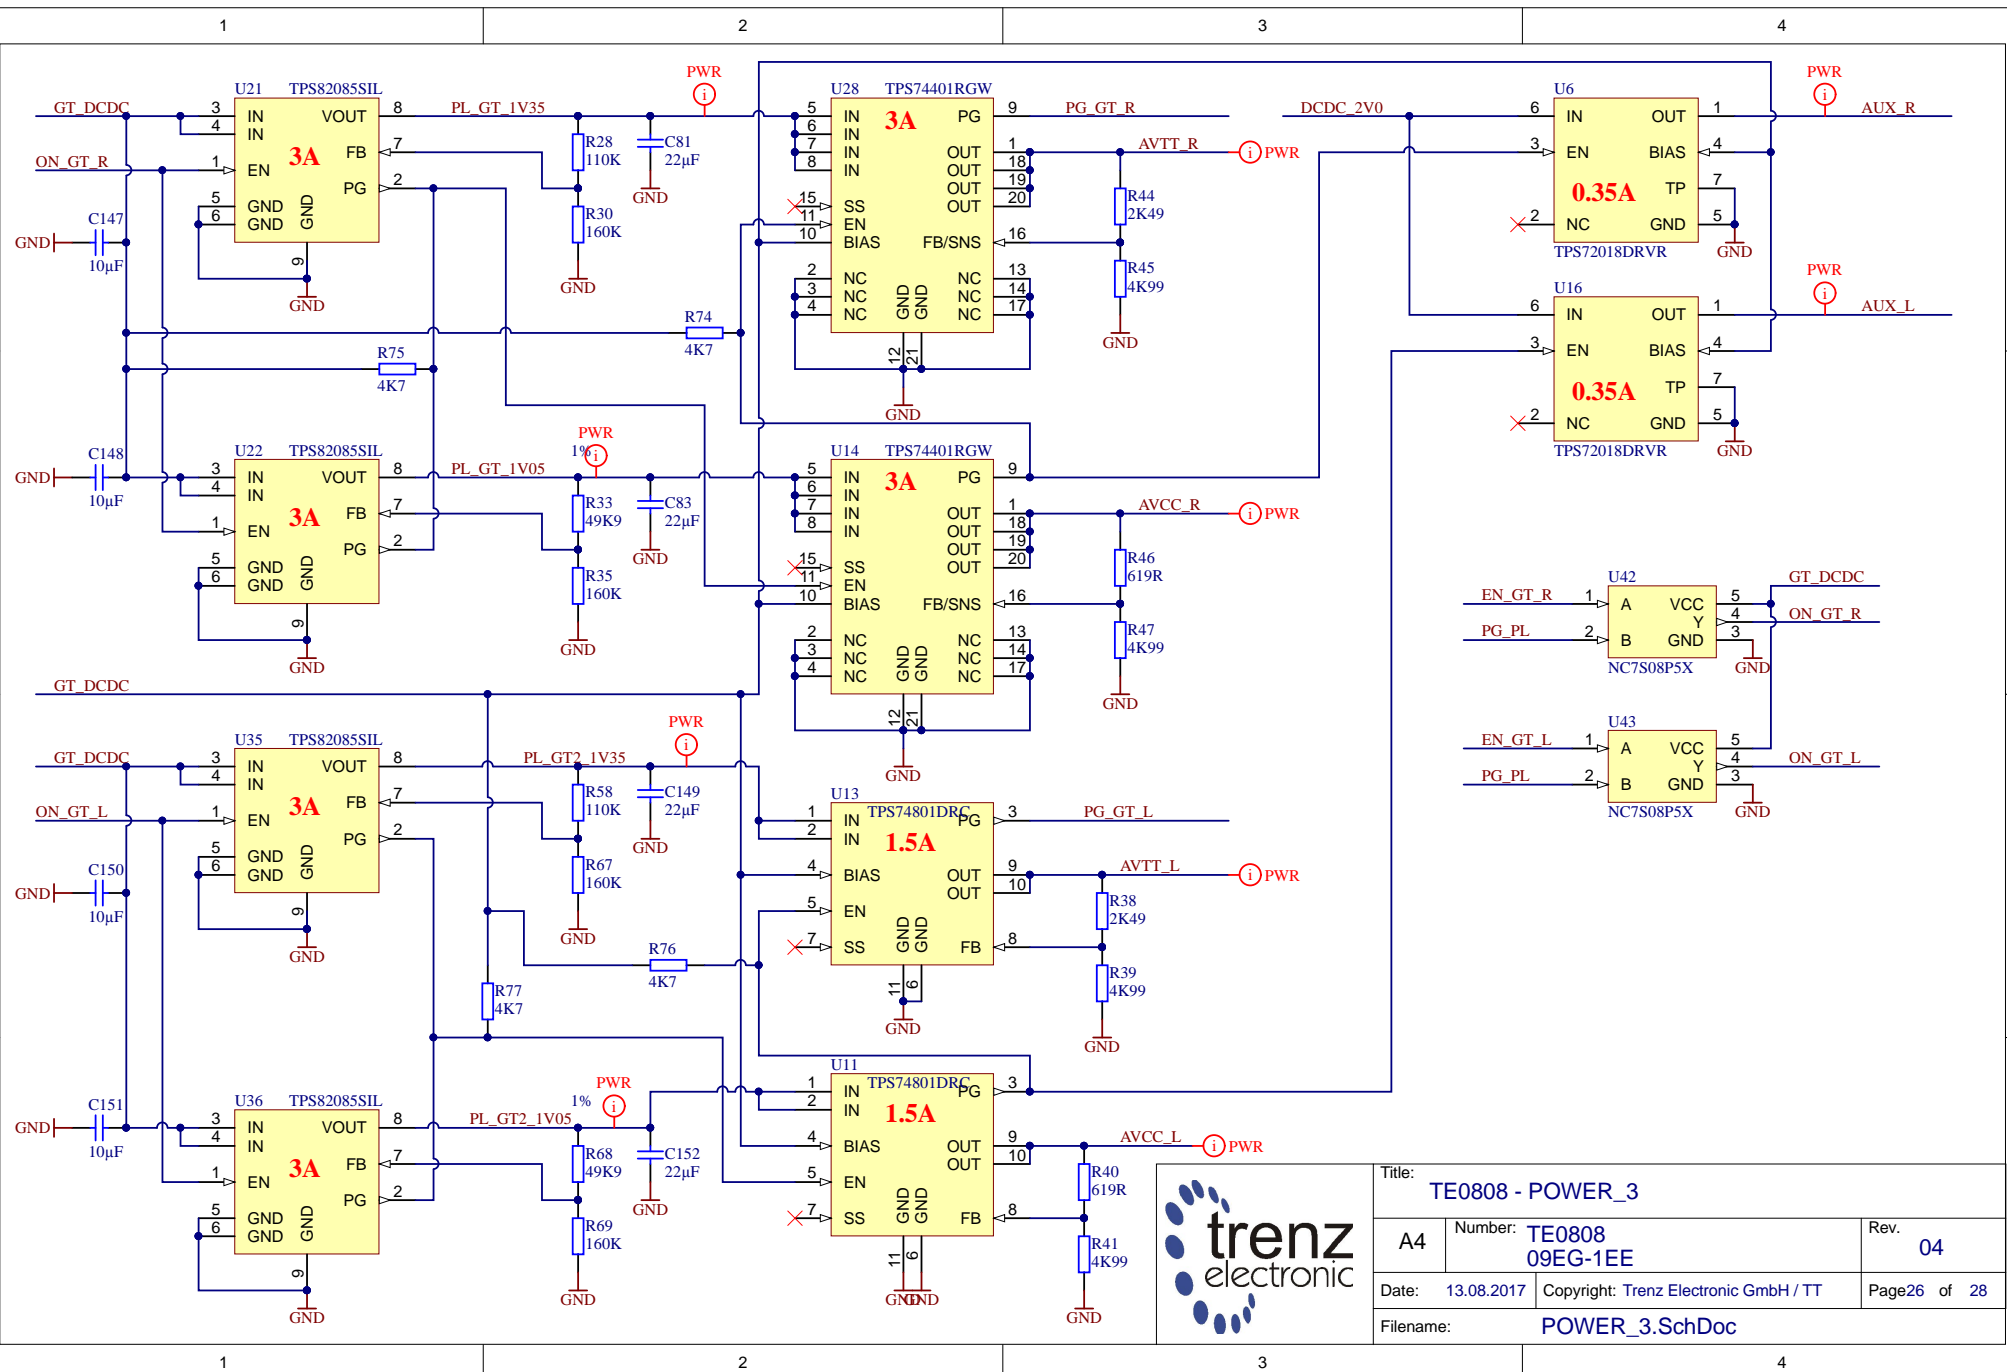 1 2 3 4
U21 TPS82085SIL
GT_DCDC
3 IN VOUT 8
4 IN
3A
FB 7
ON_GT_R
1 EN
PG 2
5 GND
6 GND
GND
9
GND
C147
10µF
GND
PL_GT_1V35
PWR
i
R28
110K
C81
22µF
GND
R30
160K
GND
U28 TPS74401RGW
5 IN PG 9
6 IN
7 IN
8 IN
3A
OUT 1
OUT 18
OUT 19
OUT 20
15 SS
11 EN
10 BIAS FB/SNS 16
2 NC NC 13
3 NC NC 14
4 NC NC 17
GND GND
12 21
GND
PG_GT_R
AVTT_R
i PWR
R44
2K49
R45
4K99
GND
DCDC_2V0
U6
6 IN OUT 1
3 EN BIAS 4
TP 7
0.35A
2 NC GND 5
TPS72018DRVR
GND
PWR
i
AUX_R
U16
6 IN OUT 1
3 EN BIAS 4
TP 7
0.35A
2 NC GND 5
TPS72018DRVR
GND
PWR
i
AUX_L
R74
4K7
R75
4K7
U22 TPS82085SIL
3 IN VOUT 8
4 IN
3A
FB 7
1 EN
PG 2
5 GND
6 GND
GND
9
GND
C148
10µF
GND
PL_GT_1V05
1%
PWR
i
R33
49K9
C83
22µF
GND
R35
160K
GND
U14 TPS74401RGW
5 IN PG 9
6 IN
7 IN
8 IN
3A
OUT 1
OUT 18
OUT 19
OUT 20
15 SS
11 EN
10 BIAS FB/SNS 16
2 NC NC 13
3 NC NC 14
4 NC NC 17
GND GND
12 21
GND
AVCC_R
i PWR
R46
619R
R47
4K99
GND
U42
EN_GT_R 1 A VCC 5 GT_DCDC
Y 4 ON_GT_R
PG_PL 2 B GND 3
NC7S08P5X
GND
U43
EN_GT_L 1 A VCC 5
Y 4 ON_GT_L
PG_PL 2 B GND 3
NC7S08P5X
GND
GT_DCDC
U35 TPS82085SIL
GT_DCDC
3 IN VOUT 8
4 IN
3A
FB 7
ON_GT_L
1 EN
PG 2
5 GND
6 GND
GND
9
GND
C150
10µF
GND
PL_GT2_1V35
PWR
i
R58
110K
C149
22µF
GND
R67
160K
GND
R76
4K7
R77
4K7
U13
TPS74801DRC
1 IN PG 3
2 IN
1.5A
4 BIAS OUT 9
OUT 10
5 EN
7 SS FB 8
GND GND
11 6
GND
PG_GT_L
AVTT_L
i PWR
R38
2K49
R39
4K99
GND
U36 TPS82085SIL
3 IN VOUT 8
4 IN
3A
FB 7
1 EN
PG 2
5 GND
6 GND
GND
9
GND
C151
10µF
GND
PL_GT2_1V05
1%
PWR
i
R68
49K9
C152
22µF
GND
R69
160K
GND
U11
TPS74801DRC
1 IN PG 3
2 IN
1.5A
4 BIAS OUT 9
OUT 10
5 EN
7 SS FB 8
GND GND
11 6
GND GND
AVCC_L
i PWR
R40
619R
R41
4K99
GND
trenz
electronic
Title:
TE0808 - POWER_3
A4 Number: TE0808
09EG-1EE
Rev.
04
Date: 13.08.2017 Copyright: Trenz Electronic GmbH / TT Page26 of 28
Filename: POWER_3.SchDoc
1 2 3 4